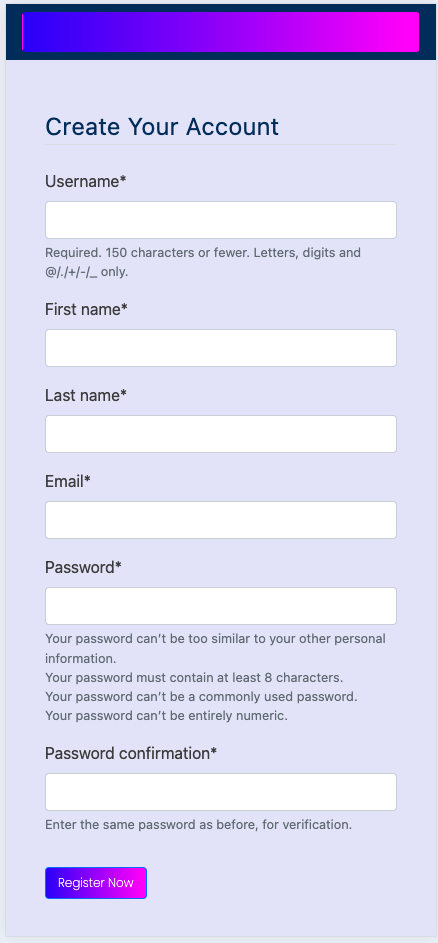 Create Your Account
Username*
Required. 150 characters or fewer. Letters, digits and
@/./+/-/_ only.
First name*
Last name*
Email*
Password*
Your password can’t be too similar to your other personal
information.
Your password must contain at least 8 characters.
Your password can’t be a commonly used password.
Your password can’t be entirely numeric.
Password confirmation*
Enter the same password as before, for verification.
Register Now